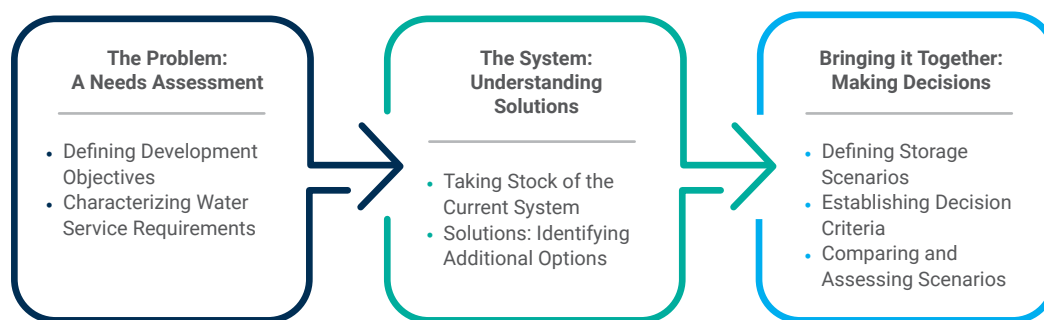 The Problem:
A Needs Assessment
• Defining Development
Objectives
• Characterizing Water
Service Requirements
The System:
Understanding
Solutions
• Taking Stock of the
Current System
• Solutions: Identifying
Additional Options
Bringing it Together:
Making Decisions
• Defining Storage
Scenarios
• Establishing Decision
Criteria
• Comparing and
Assessing Scenarios